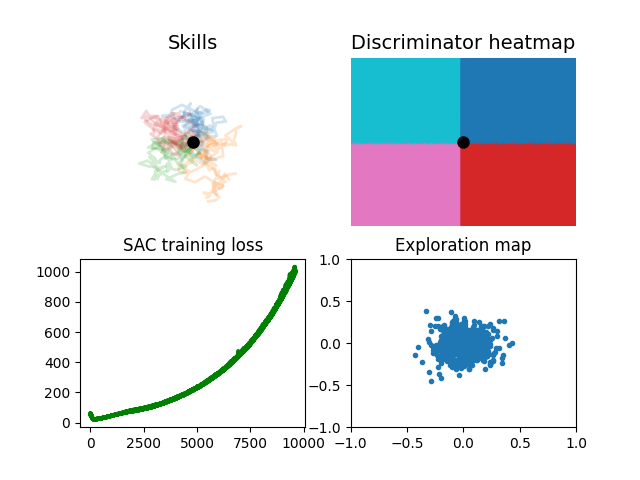 Skills
Discriminator heatmap
SAC training loss
1000
800
600
400
200
0
0 2500 5000 7500 10000
Exploration map
1.0
0.5
0.0
−0.5
−1.0
−1.0 −0.5 0.0 0.5 1.0